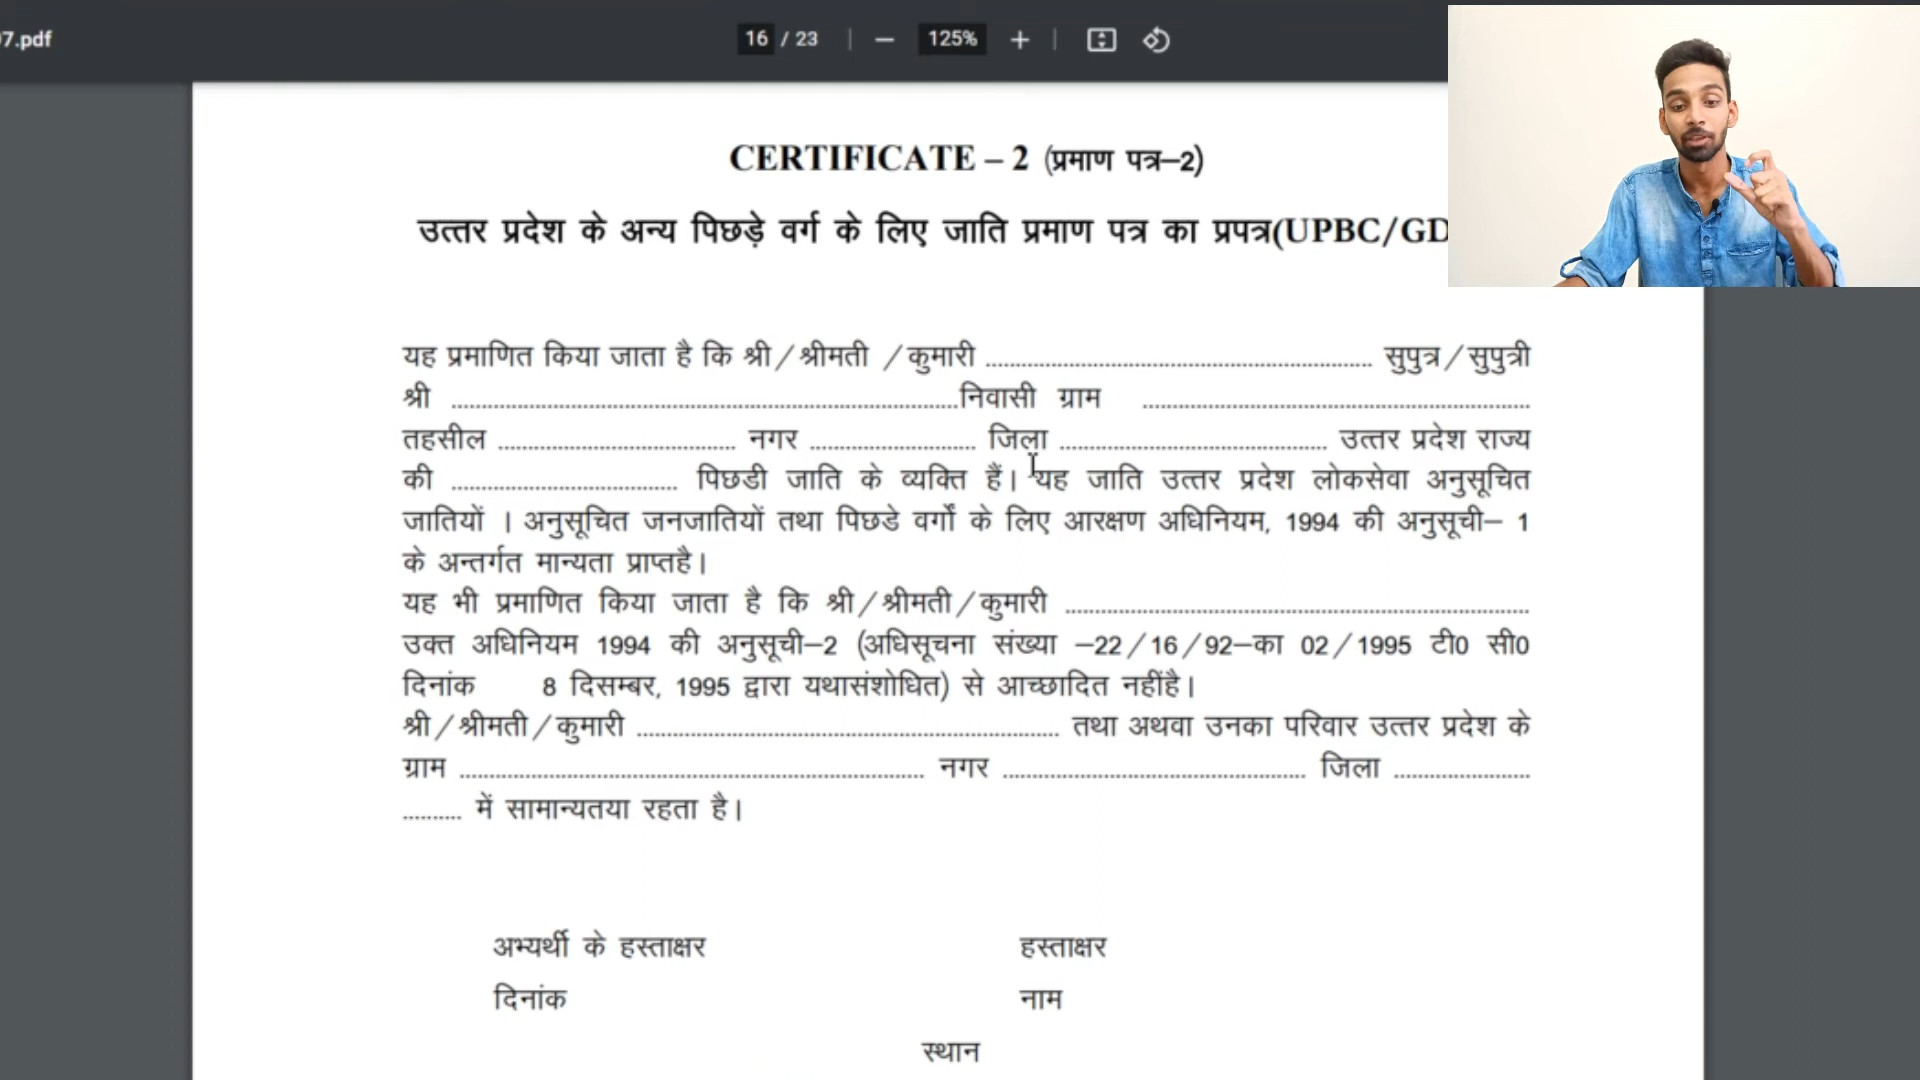 7.pdf
16 / 23 | − 125% + |
CERTIFICATE – 2 (प्रमाण पत्र–2)
उत्तर प्रदेश के अन्य पिछड़े वर्ग के लिए जाति प्रमाण पत्र का प्रपत्र(UPBC/GD
यह प्रमाणित किया जाता है कि श्री/श्रीमती /कुमारी ........................ सुपुत्र/सुपुत्री
श्री ........................निवासी ग्राम ........................
तहसील ........................ नगर ........................ जिला ........................ उत्तर प्रदेश राज्य
की ........................ पिछडी जाति के व्यक्ति हैं। यह जाति उत्तर प्रदेश लोकसेवा अनुसूचित
जातियों । अनुसूचित जनजातियों तथा पिछडे वर्गों के लिए आरक्षण अधिनियम, 1994 की अनुसूची– 1
के अन्तर्गत मान्यता प्राप्तहै।
यह भी प्रमाणित किया जाता है कि श्री/श्रीमती/कुमारी ........................
उक्त अधिनियम 1994 की अनुसूची–2 (अधिसूचना संख्या –22/16/92–का 02/1995 टी0 सी0
दिनांक 8 दिसम्बर, 1995 द्वारा यथासंशोधित) से आच्छादित नहींहै।
श्री/श्रीमती/कुमारी ........................ तथा अथवा उनका परिवार उत्तर प्रदेश के
ग्राम ........................ नगर ........................ जिला ........................
.......... में सामान्यतया रहता है।
अभ्यर्थी के हस्ताक्षर हस्ताक्षर
दिनांक नाम
स्थान